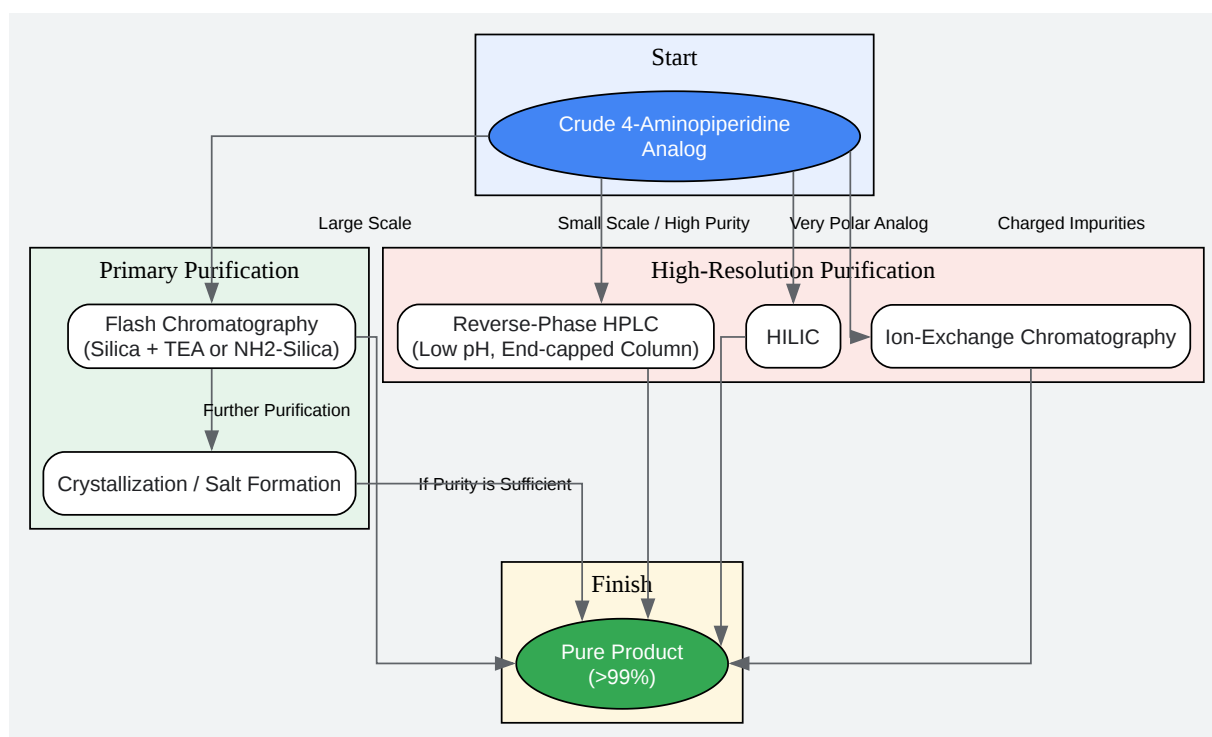 Start
Crude 4-Aminopiperidine
Analog
Large Scale
Small Scale / High Purity
Very Polar Analog
Charged Impurities
Primary Purification
High-Resolution Purification
Flash Chromatography
(Silica + TEA or NH2-Silica)
Reverse-Phase HPLC
(Low pH, End-capped Column)
HILIC
Ion-Exchange Chromatography
Further Purification
Crystallization / Salt Formation
If Purity is Sufficient
Finish
Pure Product
(>99%)